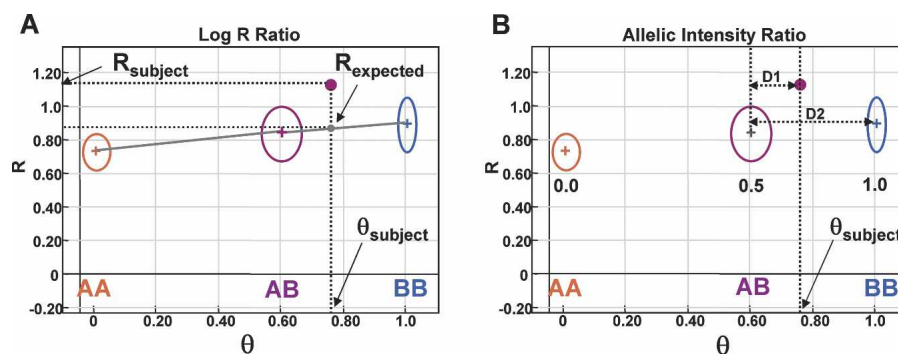 A
Log R Ratio
R
1.20
1.00
0.80
0.60
0.40
0.20
0
-0.20
R subject
R expected
θ subject
AA AB BB
0 0.20 0.40 0.60 0.80 1.0
θ
B
Allelic Intensity Ratio
R
1.20
1.00
0.80
0.60
0.40
0.20
0
-0.20
D1
D2
0.0 0.5 1.0
θ subject
AA AB BB
0 0.20 0.40 0.60 0.80 1.0
θ